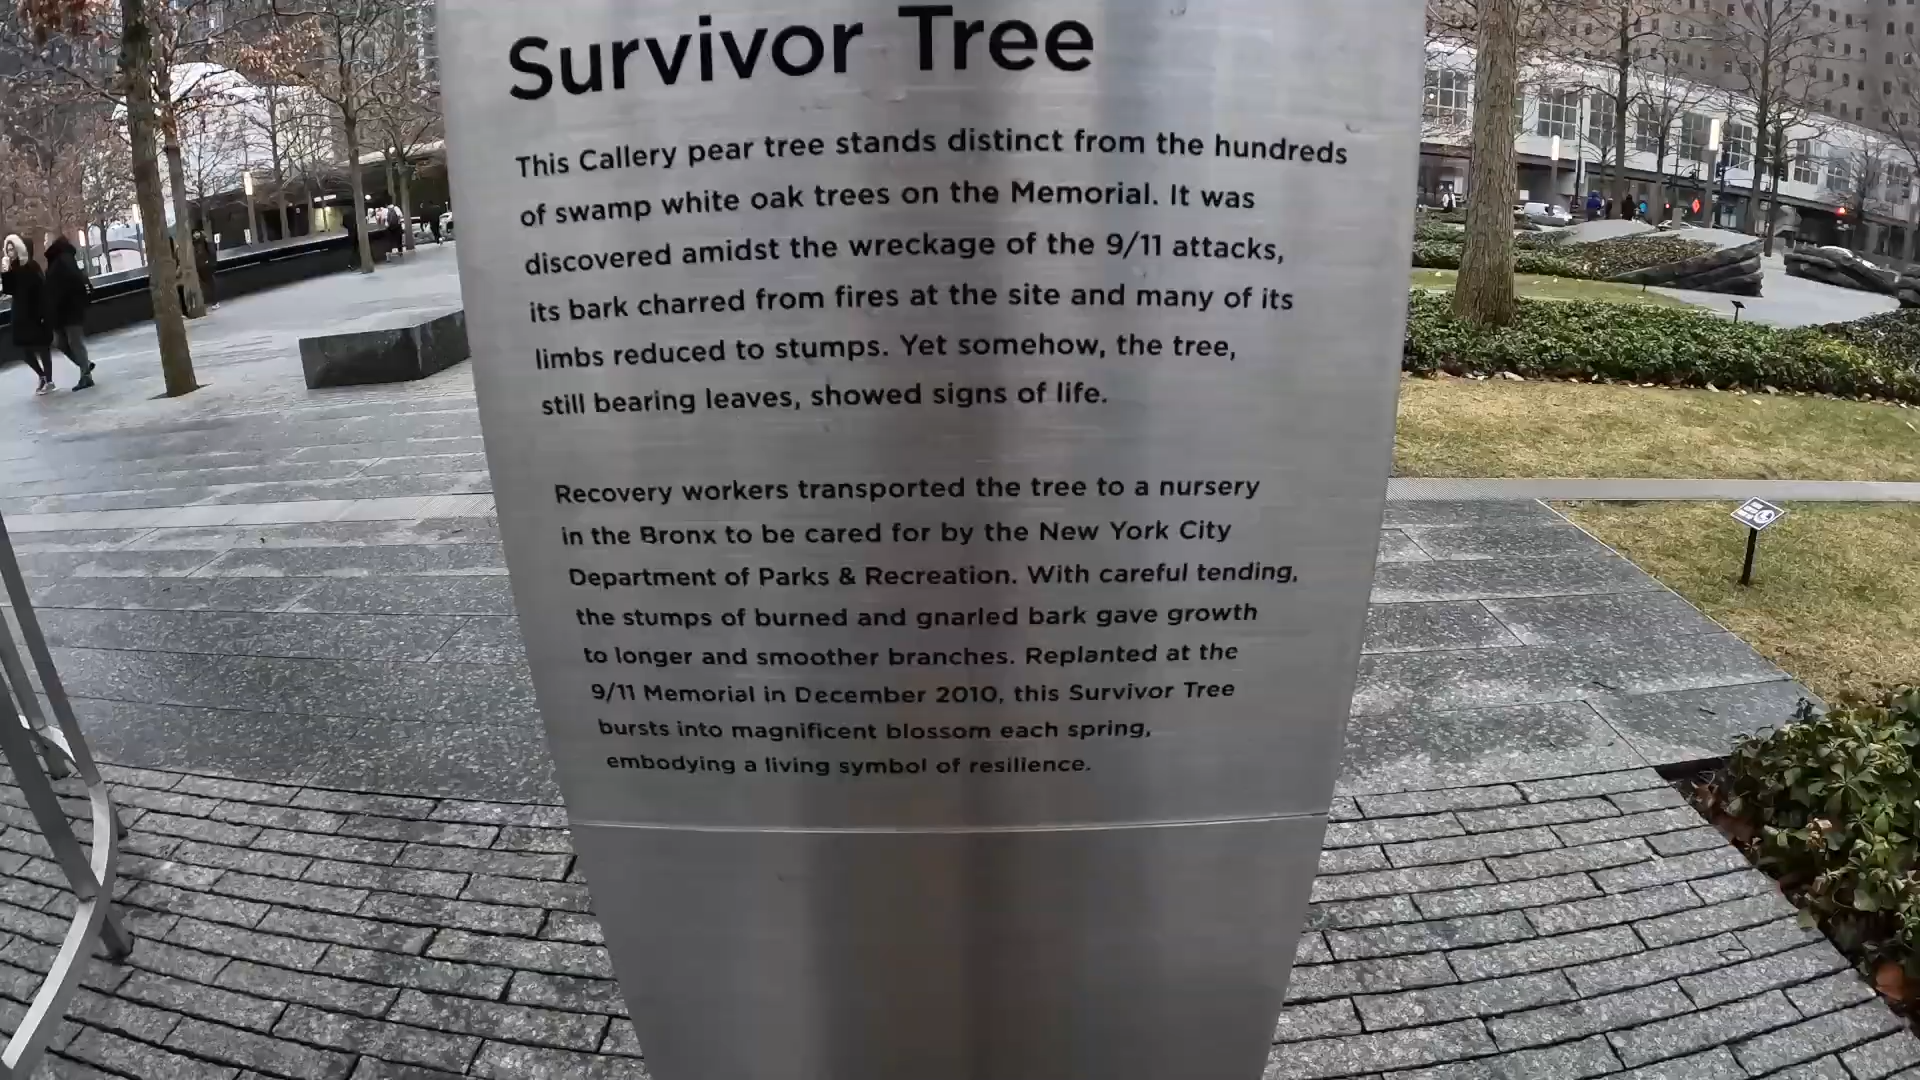 Survivor Tree
This Callery pear tree stands distinct from the hundreds
of swamp white oak trees on the Memorial. It was
discovered amidst the wreckage of the 9/11 attacks,
its bark charred from fires at the site and many of its
limbs reduced to stumps. Yet somehow, the tree,
still bearing leaves, showed signs of life.
Recovery workers transported the tree to a nursery
in the Bronx to be cared for by the New York City
Department of Parks & Recreation. With careful tending,
the stumps of burned and gnarled bark gave growth
to longer and smoother branches. Replanted at the
9/11 Memorial in December 2010, this Survivor Tree
bursts into magnificent blossom each spring,
embodying a living symbol of resilience.